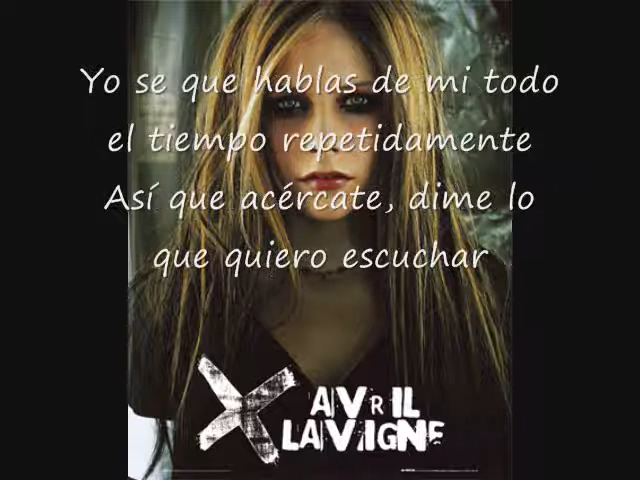 Yo se que hablas de mi todo
el tiempo repetidamente
Así que acércate, dime lo
que quiero escuchar
AVRIL
LAVIGNE